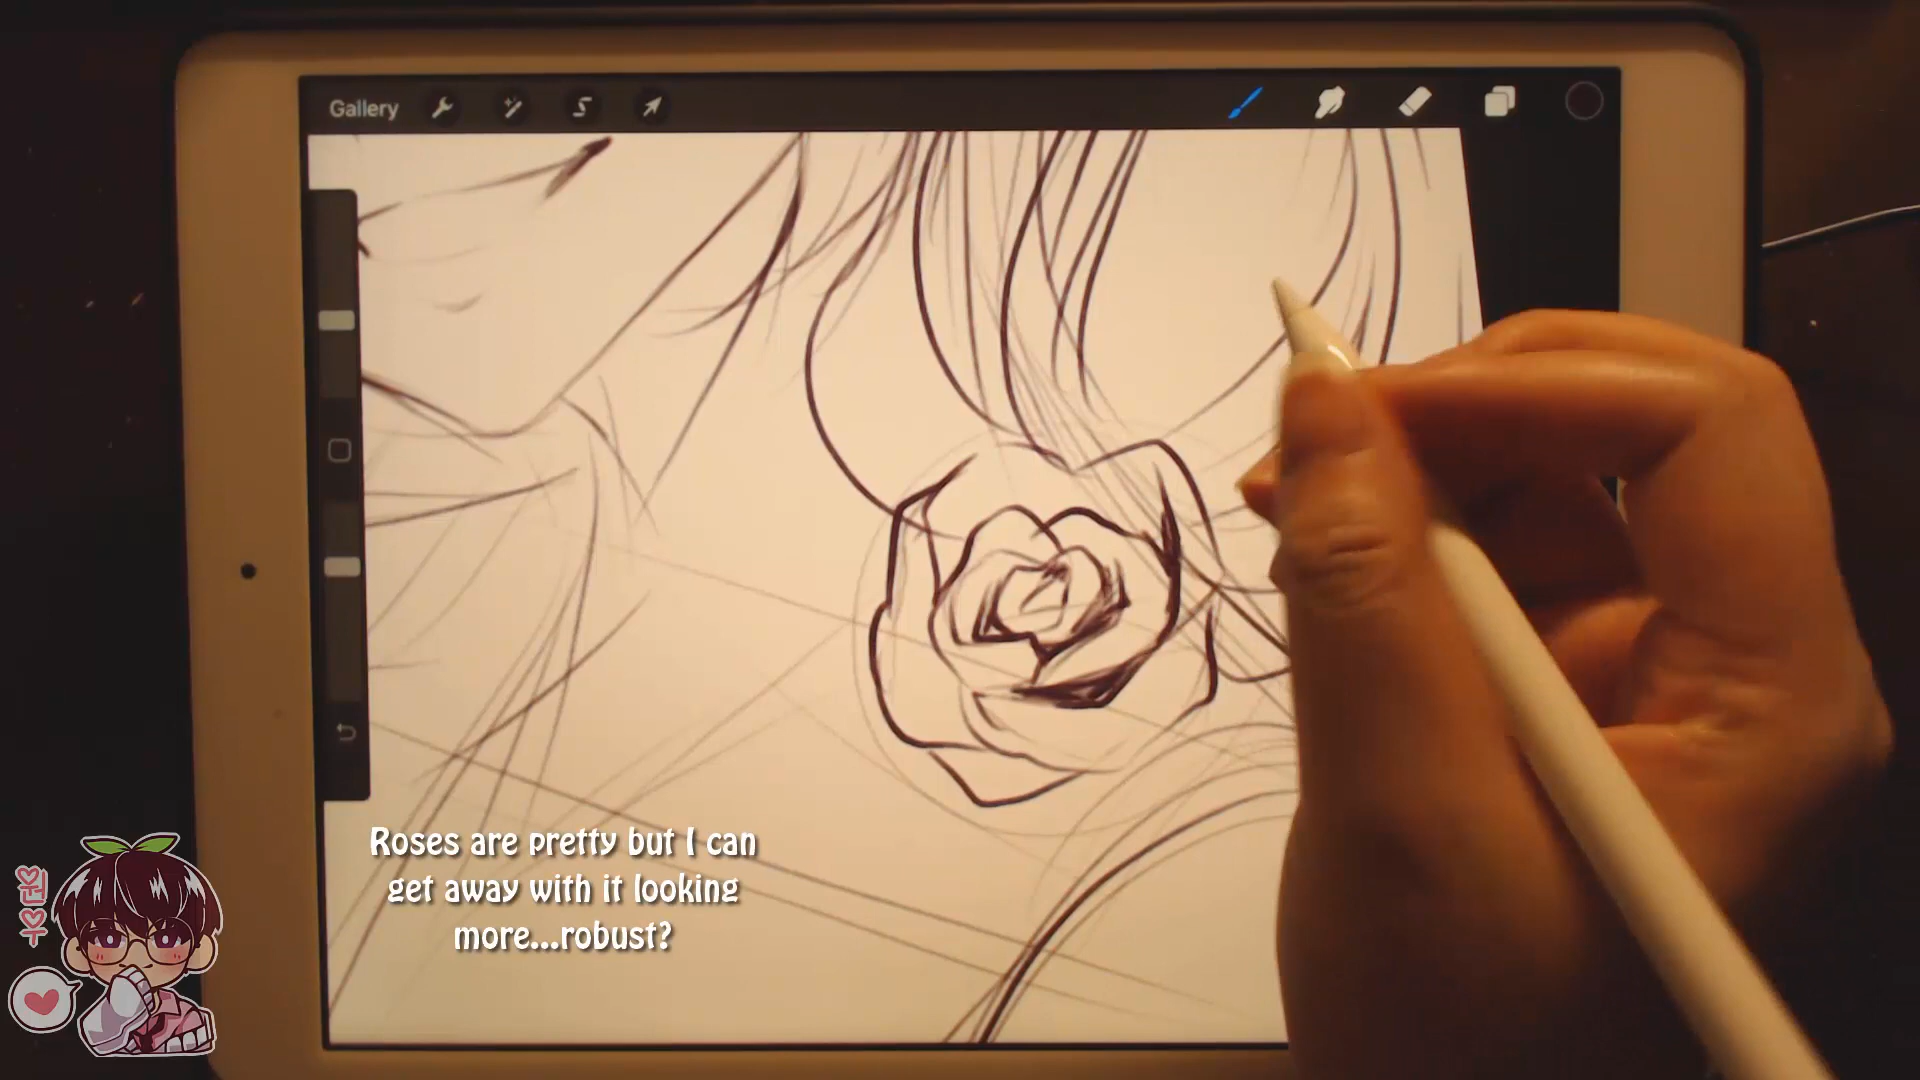 Gallery
Roses are pretty but I can
get away with it looking
more...robust?